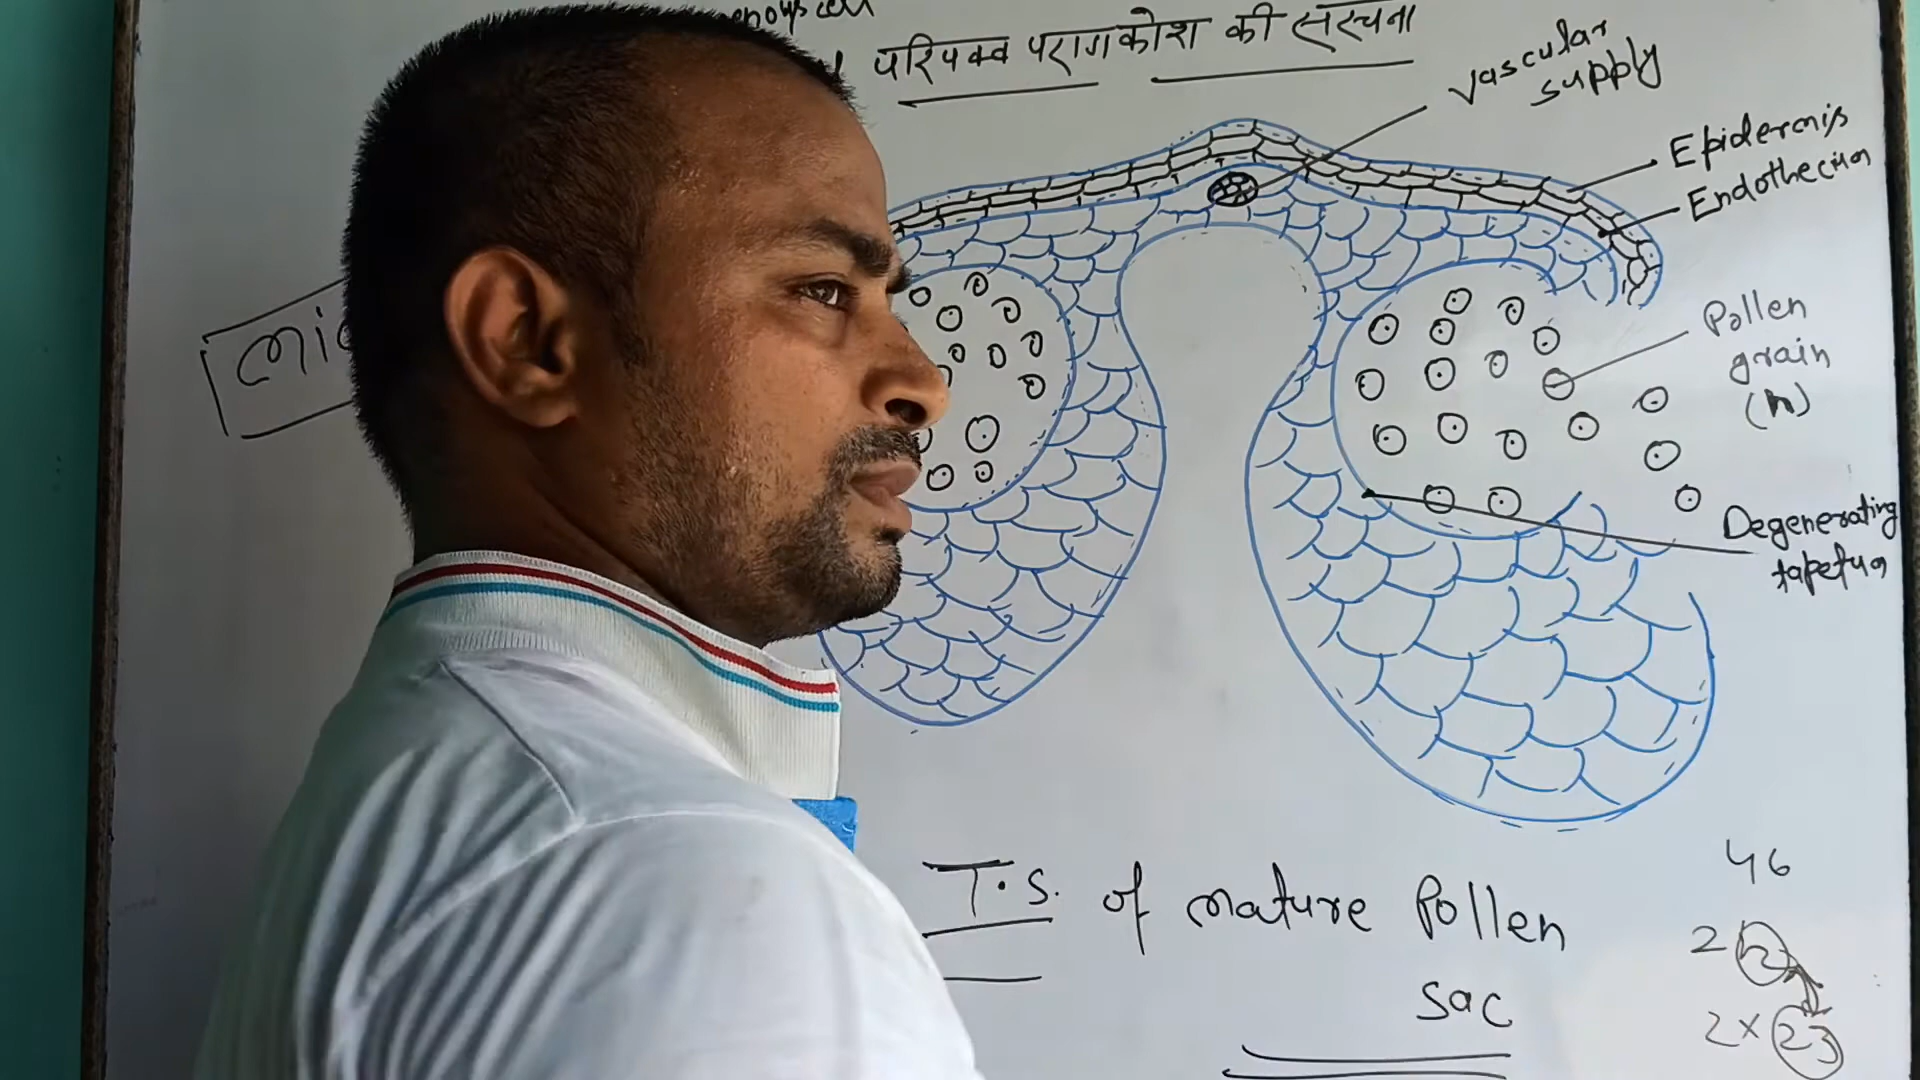 परिपक्व परागकोश की संरचना
vascular
supply
Epidermis
Endothecium
Pollen
grain
(n)
Degenerating
tapetum
T.S. of mature Pollen
sac
46
2 n
2 × 23